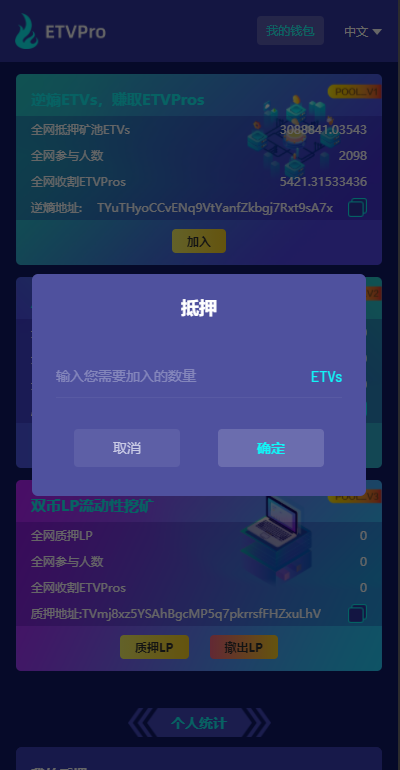 ETVPro
我的钱包
中文
POOL_V1
逆熵ETVs，赚取ETVPros
全网抵押矿池ETVs 3088841.03543
全网参与人数 2098
全网收割ETVPros 5421.31533436
逆熵地址: TYuTHyoCCvENq9VtYanfZkbgj7Rxt9sA7x
加入
抵押
输入您需要加入的数量 ETVs
取消 确定
POOL_V3
双币LP流动性挖矿
全网质押LP 0
全网参与人数 0
全网收割ETVPros 0
质押地址:TVmj8xz5YSAhBgcMP5q7pkrrsfFHZxuLhV
质押LP 撤出LP
个人统计